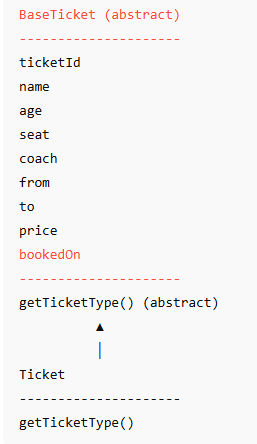 BaseTicket (abstract)
---------------------
ticketId
name
age
seat
coach
from
to
price
bookedOn
---------------------
getTicketType() (abstract)
▲
│
Ticket
---------------------
getTicketType()